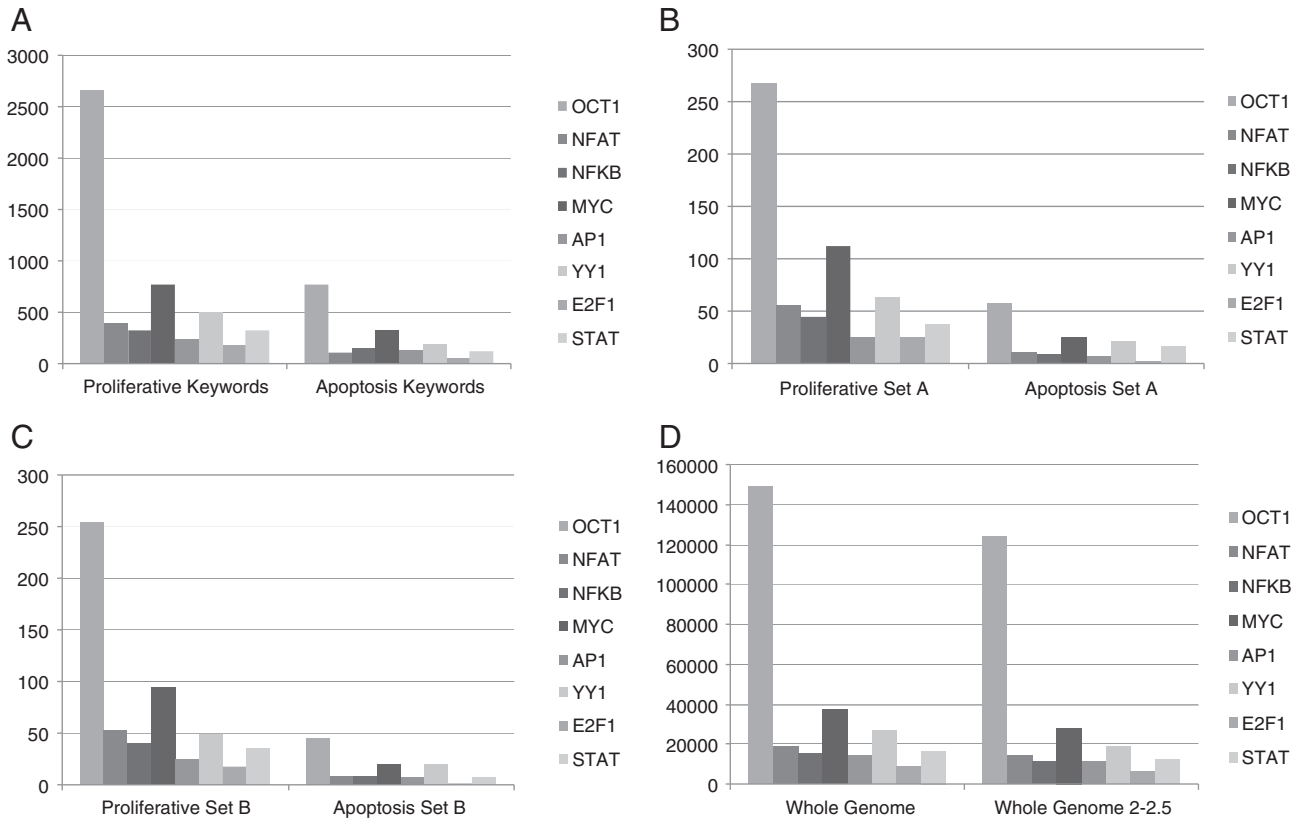 A
3000
2500
2000
1500
1000
500
0
Proliferative Keywords
Apoptosis Keywords
OCT1
NFAT
NFKB
MYC
AP1
YY1
E2F1
STAT
B
300
250
200
150
100
50
0
Proliferative Set A
Apoptosis Set A
OCT1
NFAT
NFKB
MYC
AP1
YY1
E2F1
STAT
C
300
250
200
150
100
50
0
Proliferative Set B
Apoptosis Set B
OCT1
NFAT
NFKB
MYC
AP1
YY1
E2F1
STAT
D
160000
140000
120000
100000
80000
60000
40000
20000
0
Whole Genome
Whole Genome 2-2.5
OCT1
NFAT
NFKB
MYC
AP1
YY1
E2F1
STAT